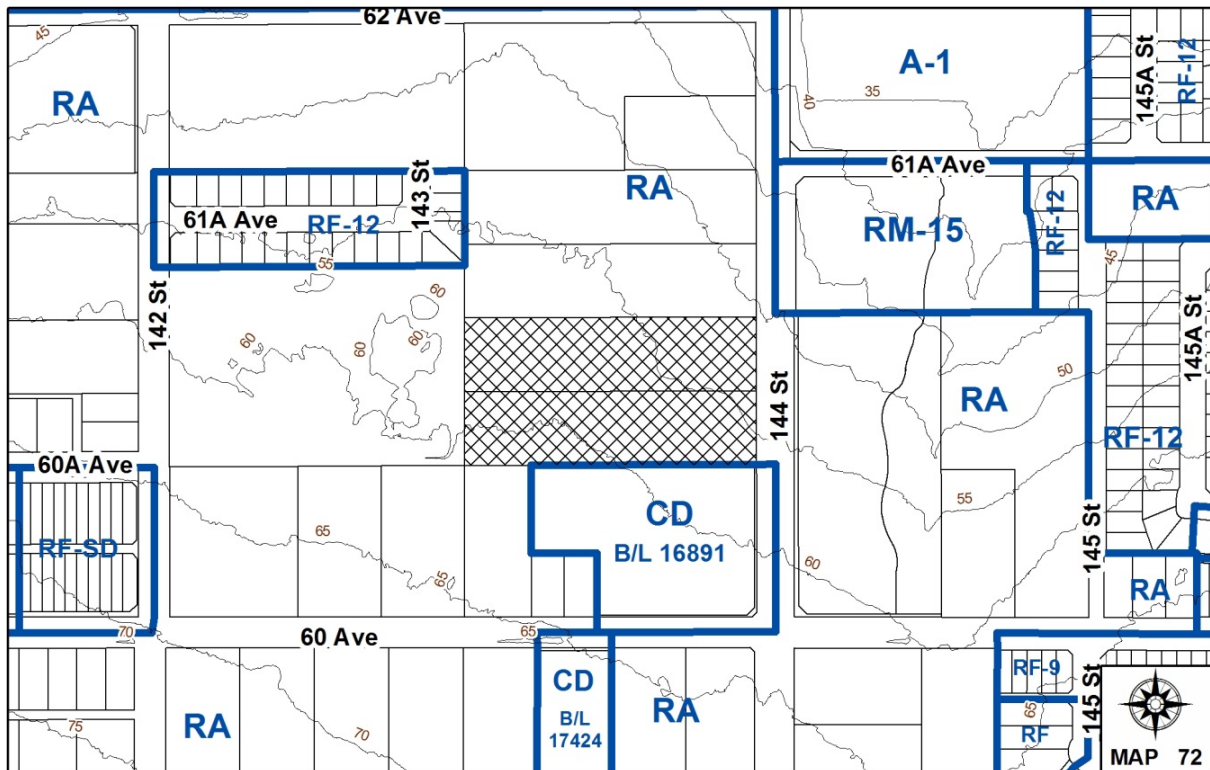 62 Ave
45
RA
A-1
35
40
145A St
RF-12
61A Ave
143 St
61A Ave
RF-12
55
RA
RM-15
RF-12
RA
45
142 St
60
60
60
60
144 St
50
145A St
RA
RF-12
60A Ave
RF-SD
65
65
CD
B/L 16891
55
60
145 St
RA
70
60 Ave
65
RF-9
CD
B/L
17424
RA
RA
75
70
65
RF
145 St
MAP 72